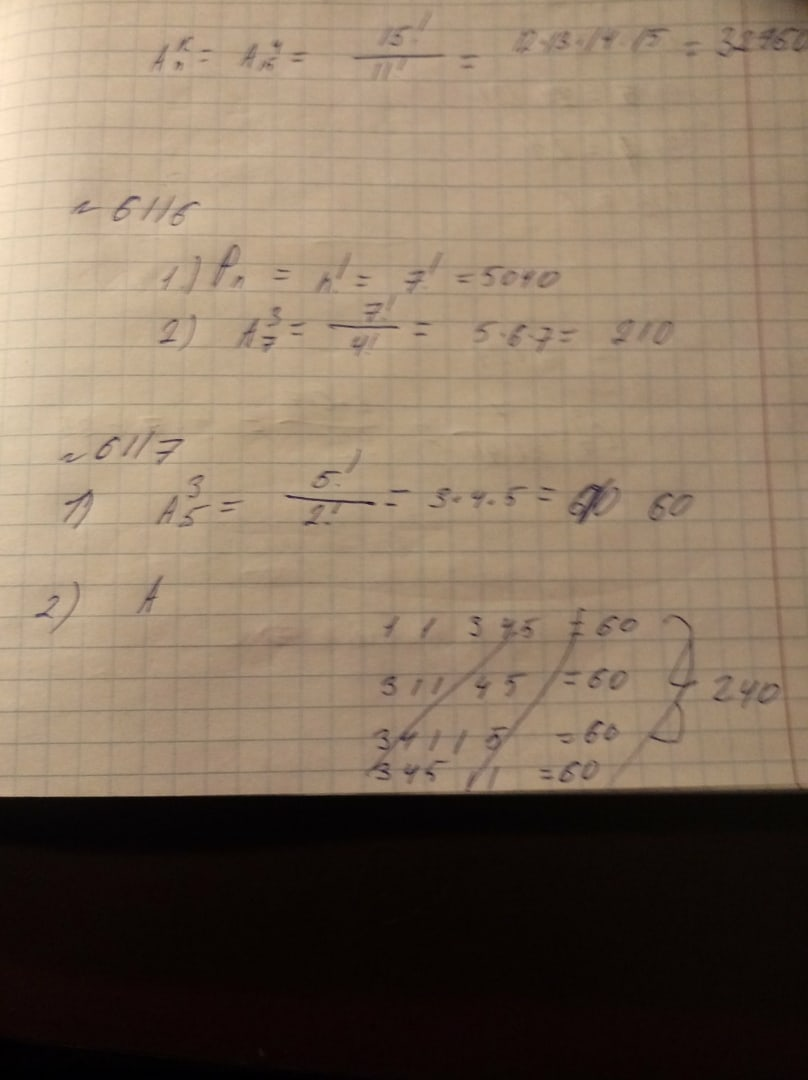 Aₙᵏ = A₁₅⁴ = 15!/11! = 12·13·14·15 = 32760
~ 6116
1) Pₙ = n! = 7! = 5040
2) A₇³ = 7!/4! = 5·6·7 = 210
~ 6117
1) A₅³ = 5!/2! = 3·4·5 = 60
2) A
1 1 3 4 5 = 60
3 1 1 4 5 = 60
3 4 1 1 5 = 60
3 4 5 1 1 = 60
240